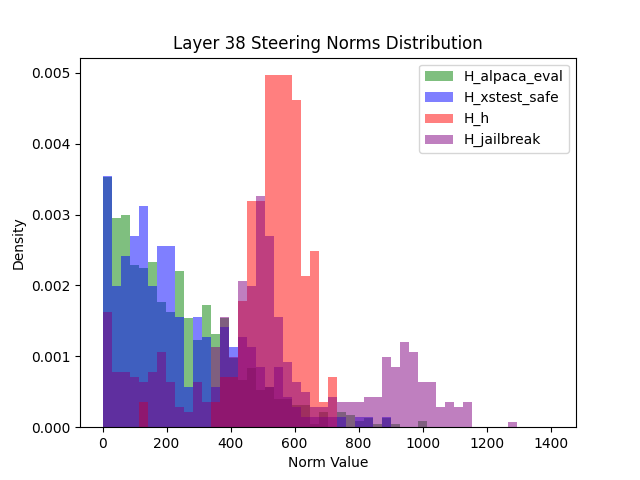 Layer 38 Steering Norms Distribution
H_alpaca_eval
H_xstest_safe
H_h
H_jailbreak
0.005
0.004
0.003
0.002
0.001
0.000
Density
0 200 400 600 800 1000 1200 1400
Norm Value